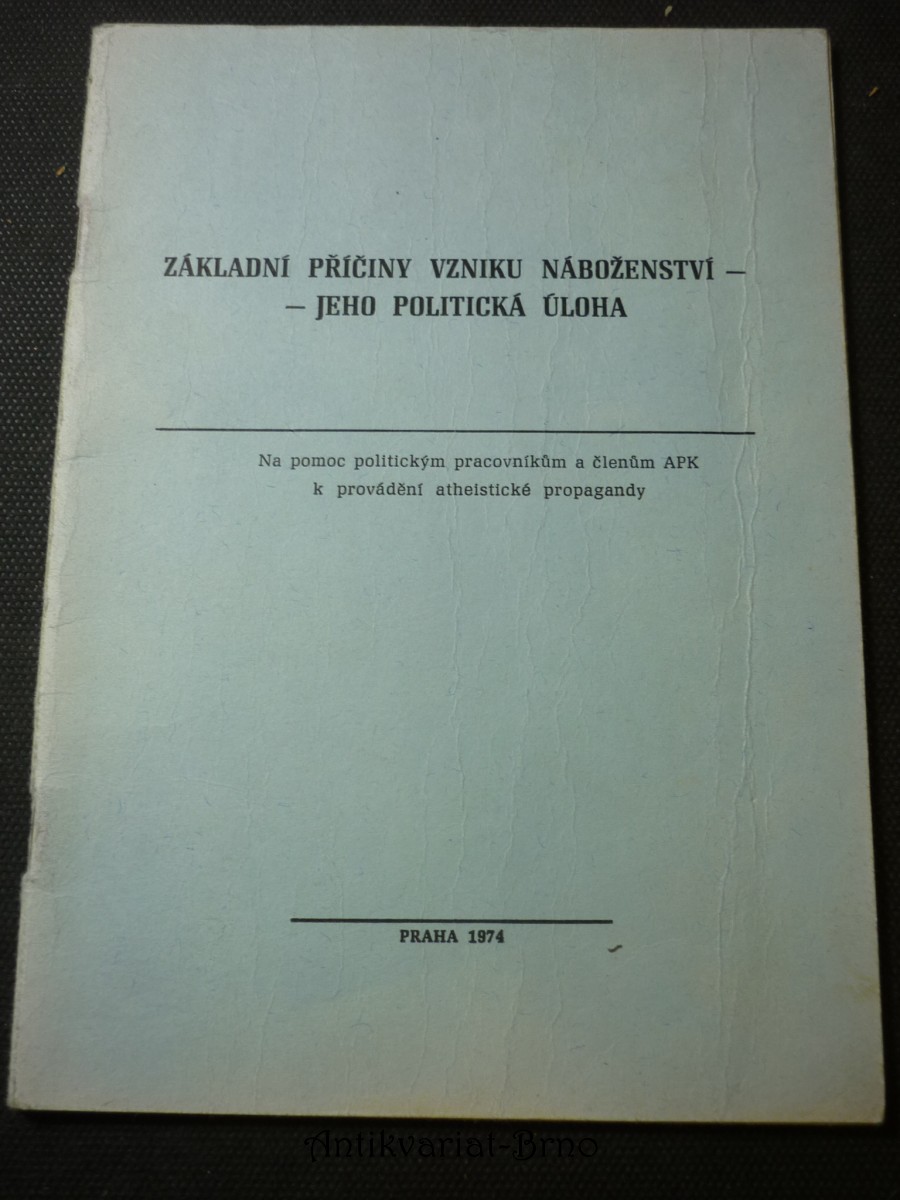 ZÁKLADNÍ PŘÍČINY VZNIKU NÁBOŽENSTVÍ —
— JEHO POLITICKÁ ÚLOHA
Na pomoc politickým pracovníkům a členům APK
k provádění atheistické propagandy
PRAHA 1974
Antikvariat-Brno